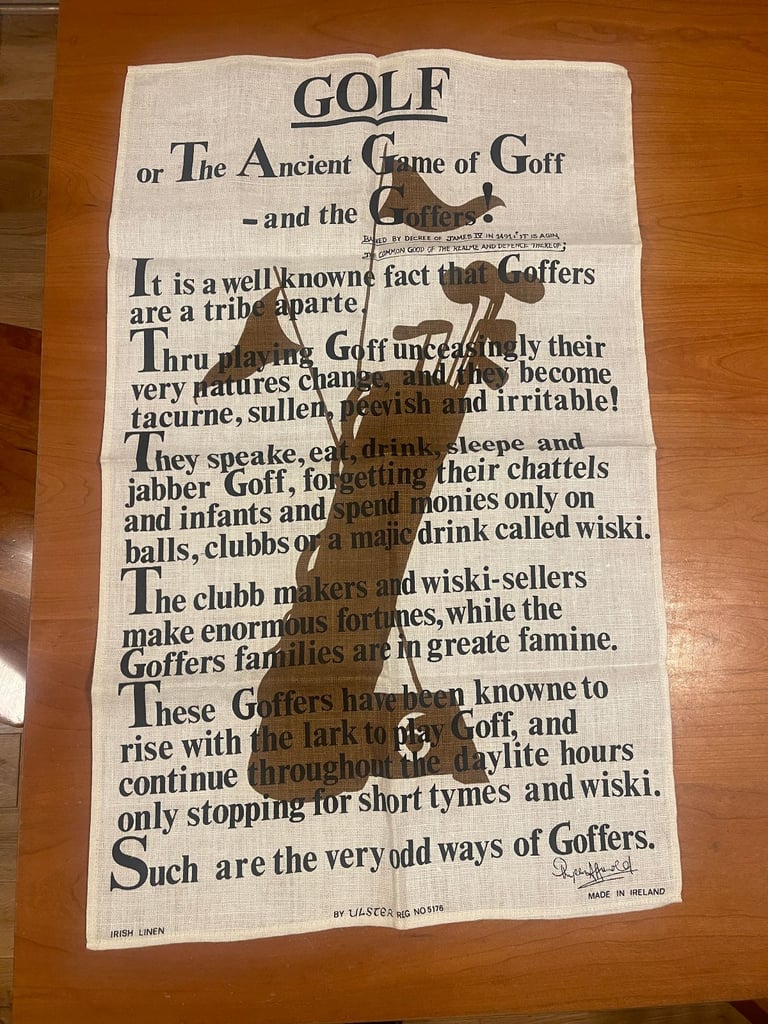 GOLF
or The Ancient Game of Goff
– and the Goffers!
BANED BY DECREE OF JAMES IV IN 1491: "IT IS AGIN
THE COMMON GOOD OF THE REALME AND DEFENCE THEREOF;
It is a well knowne fact that Goffers
are a tribe aparte.
Thru playing Goff unceasingly their
very natures change, and they become
tacurne, sullen, peevish and irritable!
They speake, eat, drink, sleepe and
jabber Goff, forgetting their chattels
and infants and spend monies only on
balls, clubbs or a majic drink called wiski.
The clubb makers and wiski-sellers
make enormous fortunes, while the
Goffers families are in greate famine.
These Goffers have been knowne to
rise with the lark to play Goff, and
continue throughout the daylite hours
only stopping for short tymes and wiski.
Such are the very odd ways of Goffers.
MADE IN IRELAND
BY ULSTER REG NO 5176
IRISH LINEN